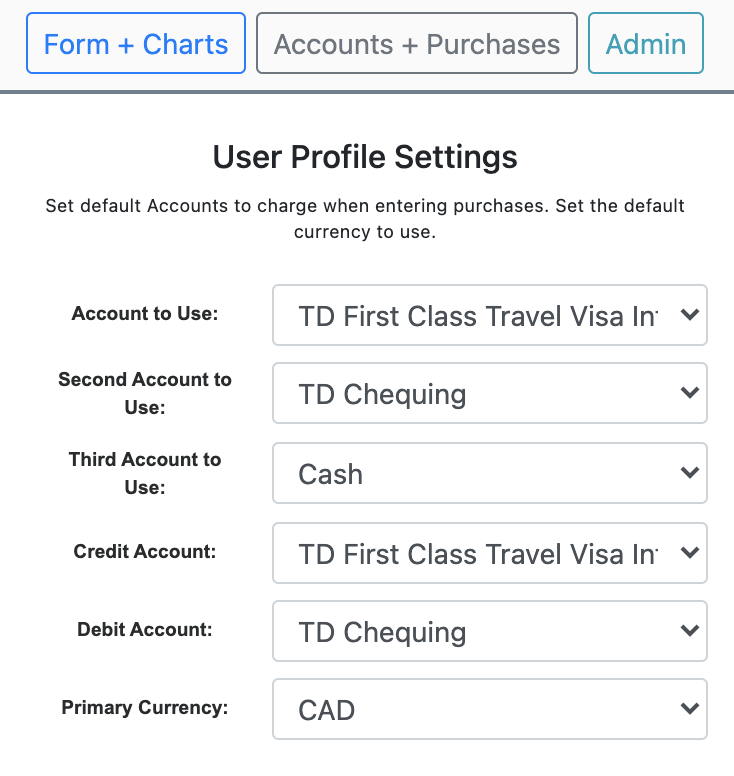 Form + Charts Accounts + Purchases Admin
User Profile Settings
Set default Accounts to charge when entering purchases. Set the default
currency to use.
Account to Use: TD First Class Travel Visa In
Second Account to
Use:
TD Chequing
Third Account to
Use:
Cash
Credit Account: TD First Class Travel Visa In
Debit Account: TD Chequing
Primary Currency: CAD